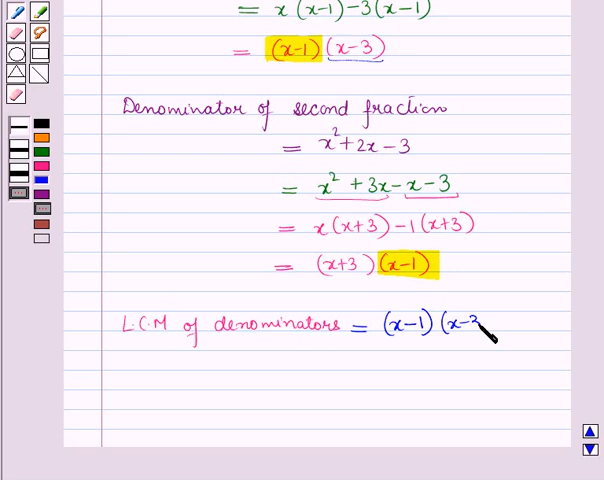 = x(x-1)-3(x-1)
= (x-1)(x-3)
Denominator of second fraction
= x²+2x-3
= x²+3x-x-3
= x(x+3)-1(x+3)
= (x+3)(x-1)
L.C.M of denominators = (x-1)(x-3